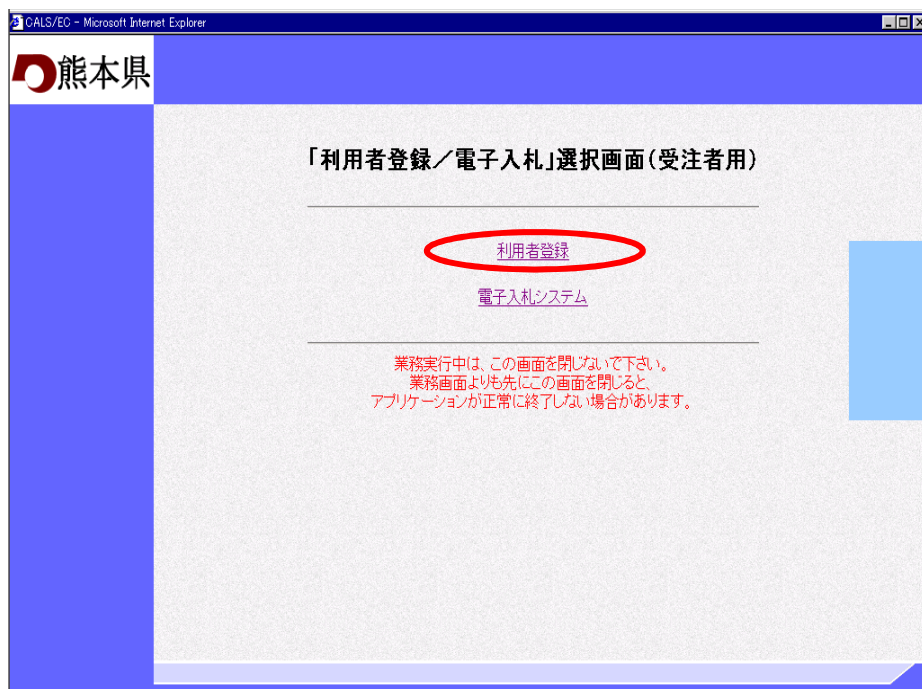 CALS/EC - Microsoft Internet Explorer
熊本県
「利用者登録／電子入札」選択画面(受注者用)
利用者登録
電子入札システム
業務実行中は、この画面を閉じないで下さい。
業務画面よりも先にこの画面を閉じると、
アプリケーションが正常に終了しない場合があります。